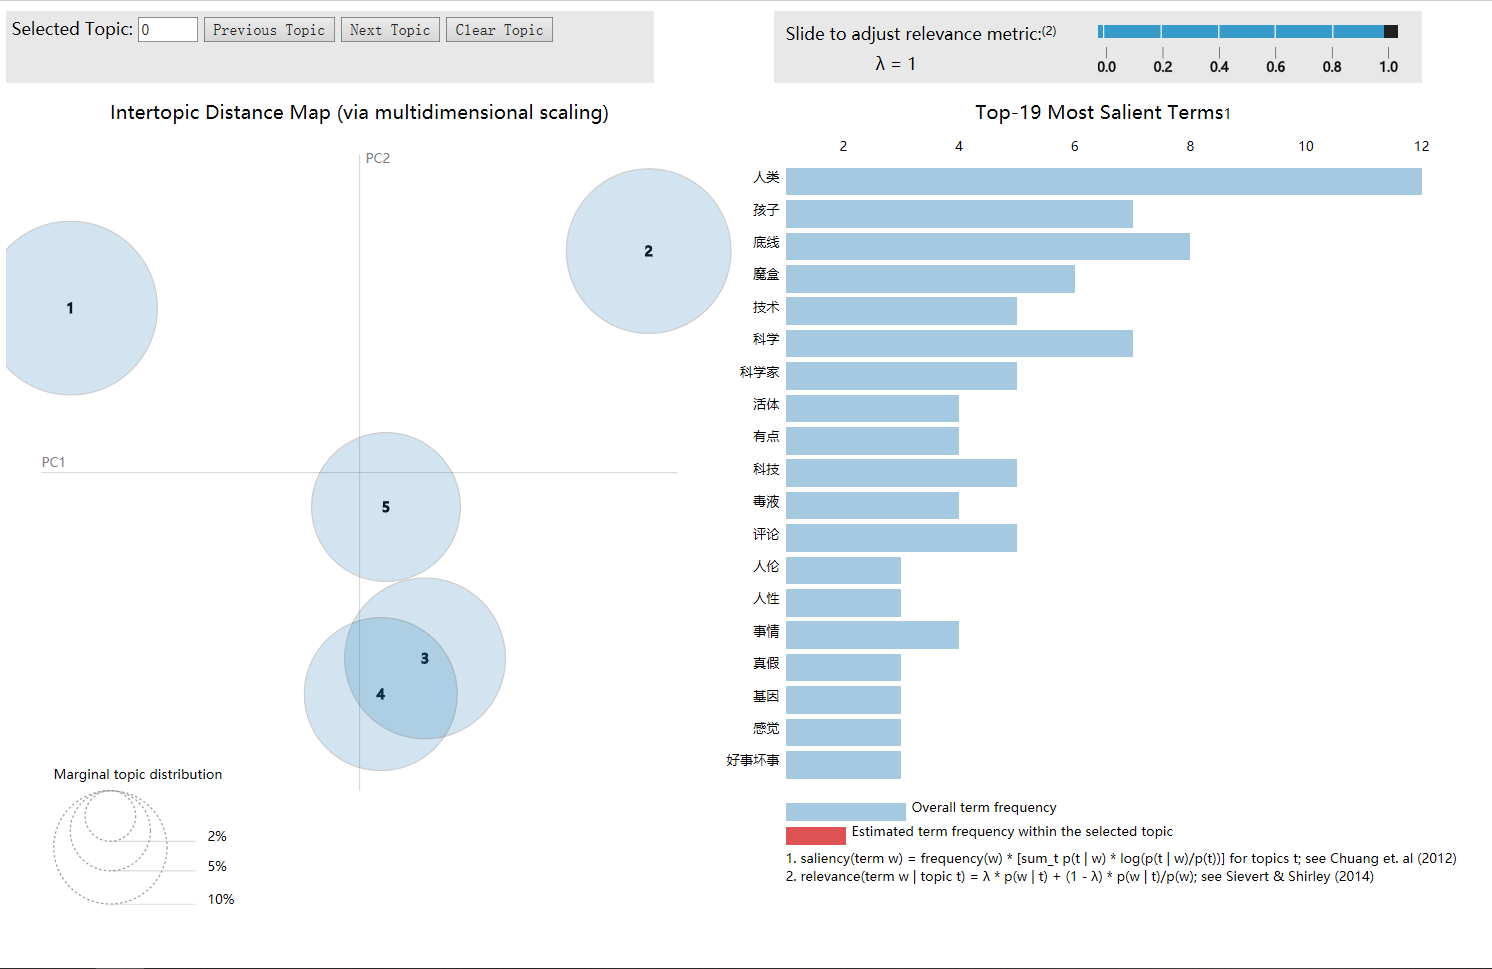 Selected Topic: 0 Previous Topic Next Topic Clear Topic
Slide to adjust relevance metric:(2)
λ = 1
0.0 0.2 0.4 0.6 0.8 1.0
Intertopic Distance Map (via multidimensional scaling)
PC2
PC1
1
2
5
3
4
Marginal topic distribution
2%
5%
10%
Top-19 Most Salient Terms1
2 4 6 8 10 12
人类
孩子
底线
魔盒
技术
科学
科学家
活体
有点
科技
毒液
评论
人伦
人性
事情
真假
基因
感觉
好事坏事
Overall term frequency
Estimated term frequency within the selected topic
1. saliency(term w) = frequency(w) * [sum_t p(t | w) * log(p(t | w)/p(t))] for topics t; see Chuang et. al (2012)
2. relevance(term w | topic t) = λ * p(w | t) + (1 - λ) * p(w | t)/p(w); see Sievert & Shirley (2014)